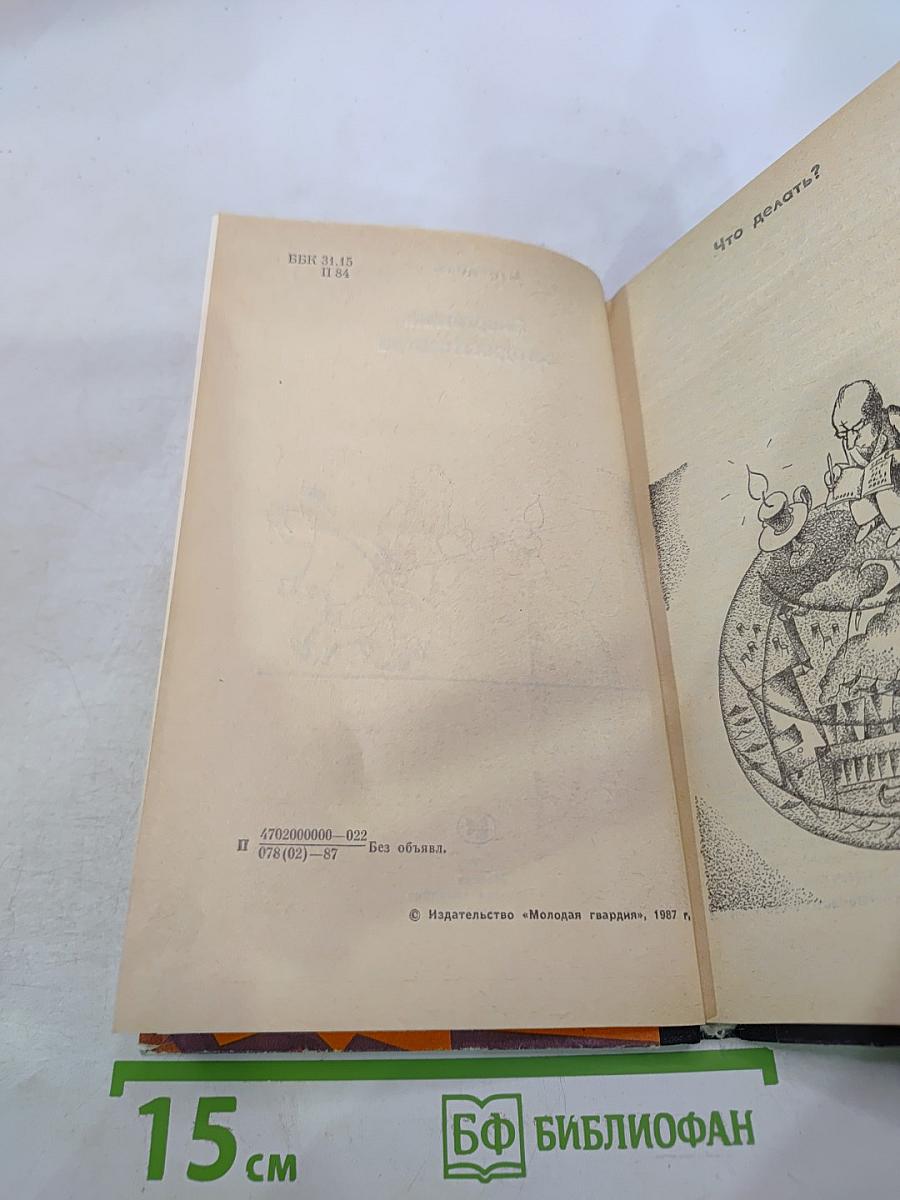 ББК 31.15
П 84
П 4702000000—022
078(02)—87 Без объявл.
© Издательство «Молодая гвардия», 1987 г.
Что делать?
15 см
БФ БИБЛИОФАН